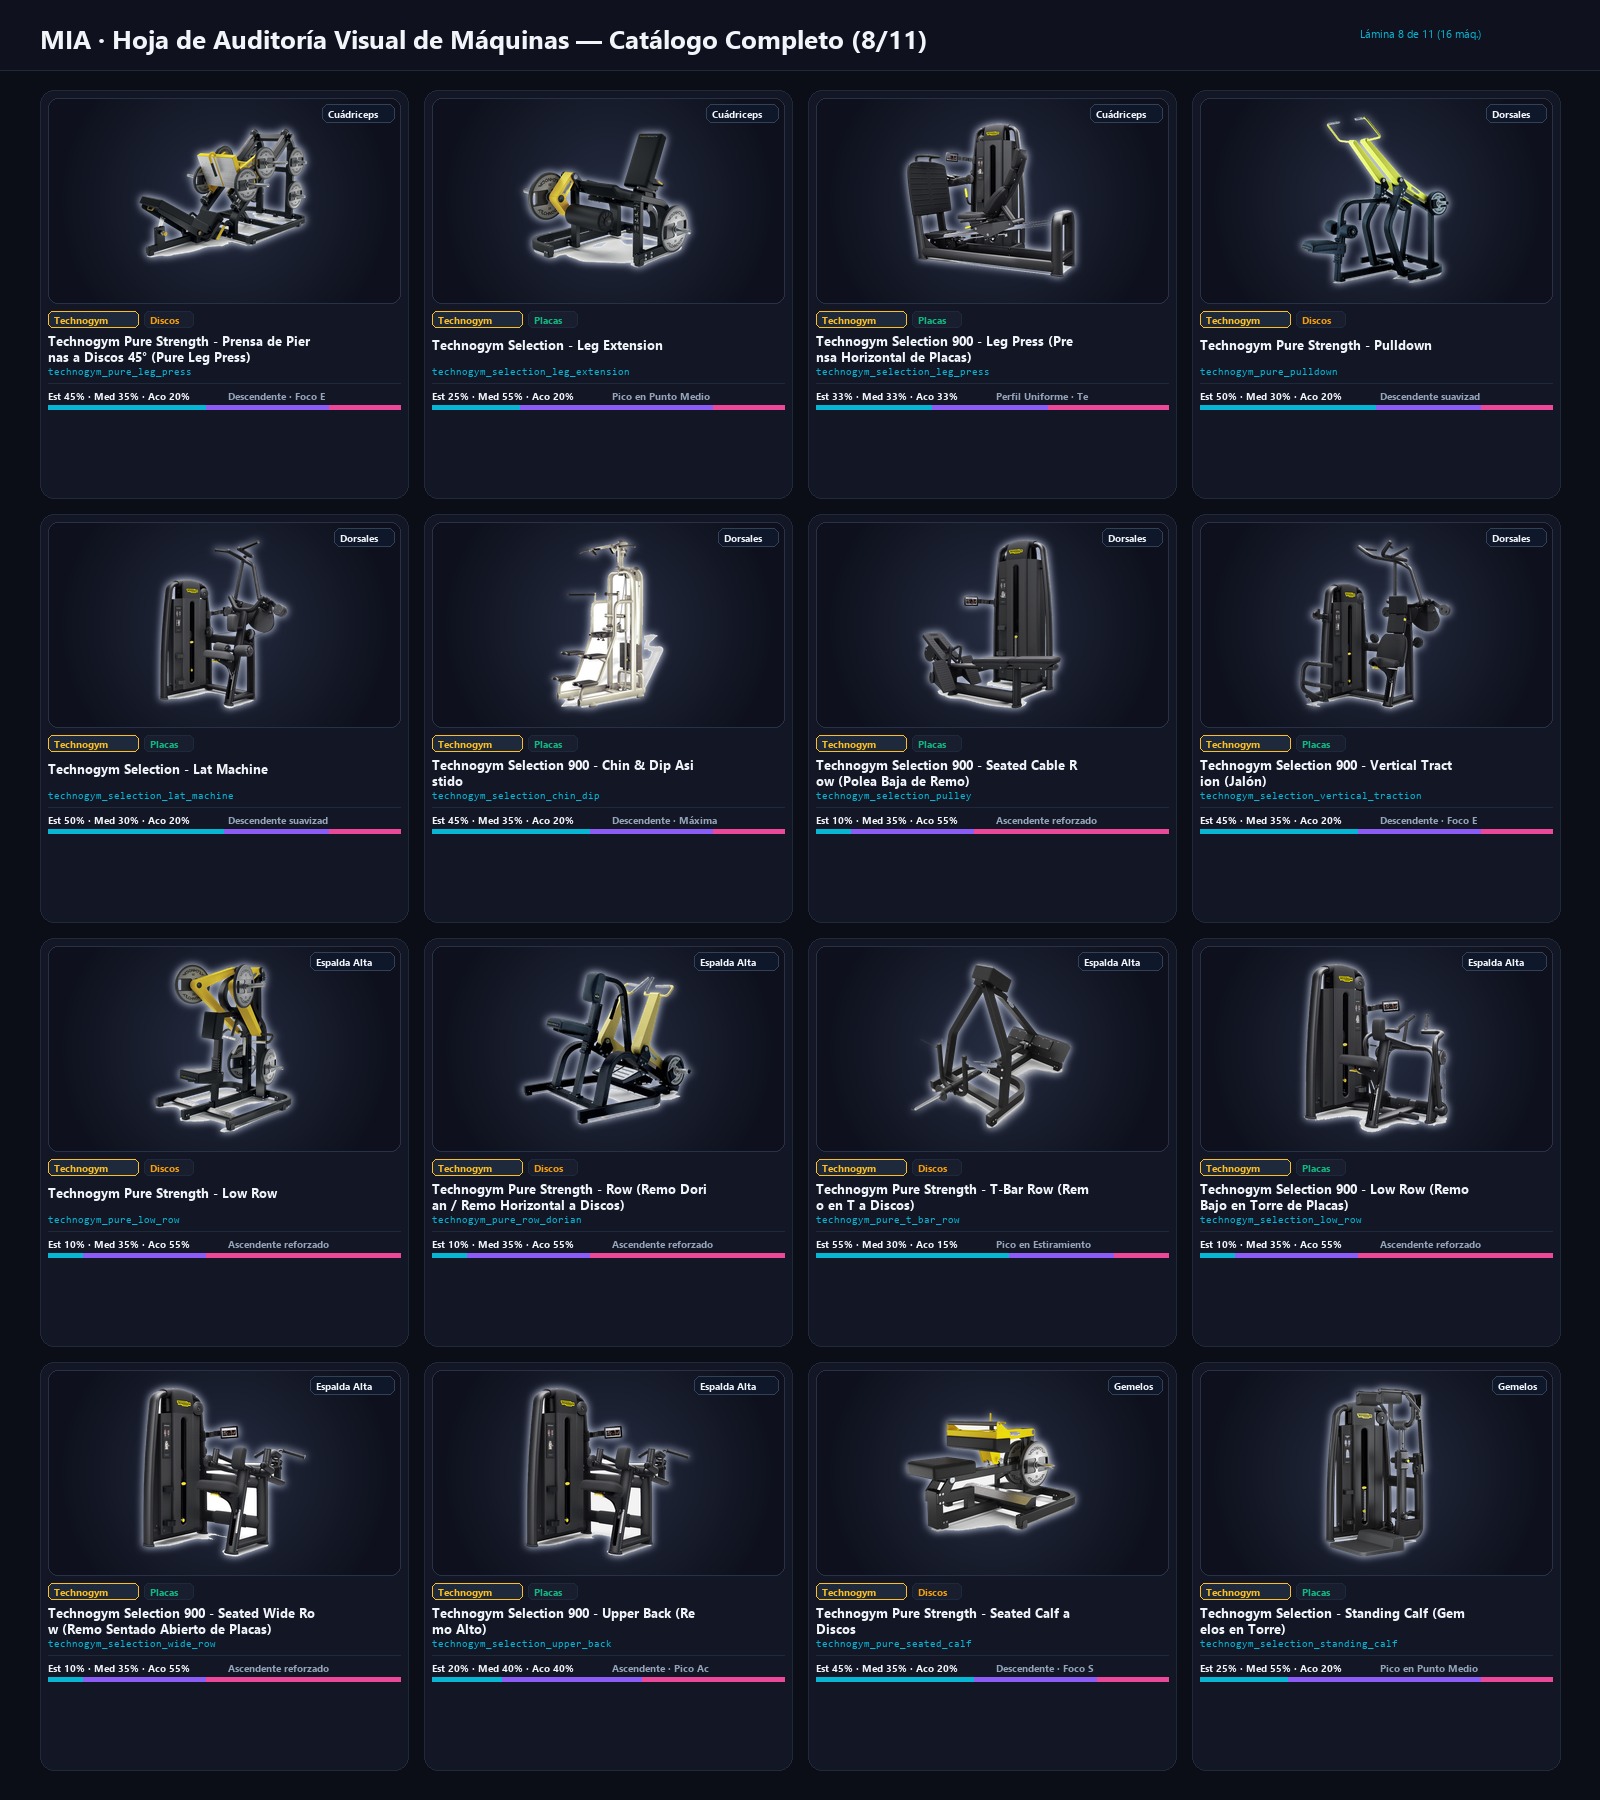 MIA · Hoja de Auditoría Visual de Máquinas — Catálogo Completo (8/11)
Lámina 8 de 11 (16 máq.)
Cuádriceps
Technogym
Discos
Technogym Pure Strength - Prensa de Pier
nas a Discos 45° (Pure Leg Press)
technogym_pure_leg_press
Est 45% · Med 35% · Aco 20%
Descendente · Foco E
Cuádriceps
Technogym
Placas
Technogym Selection - Leg Extension
technogym_selection_leg_extension
Est 25% · Med 55% · Aco 20%
Pico en Punto Medio
Cuádriceps
Technogym
Placas
Technogym Selection 900 - Leg Press (Pre
nsa Horizontal de Placas)
technogym_selection_leg_press
Est 33% · Med 33% · Aco 33%
Perfil Uniforme · Te
Dorsales
Technogym
Discos
Technogym Pure Strength - Pulldown
technogym_pure_pulldown
Est 50% · Med 30% · Aco 20%
Descendente suavizad
Dorsales
Technogym
Placas
Technogym Selection - Lat Machine
technogym_selection_lat_machine
Est 50% · Med 30% · Aco 20%
Descendente suavizad
Dorsales
Technogym
Placas
Technogym Selection 900 - Chin & Dip Asi
stido
technogym_selection_chin_dip
Est 45% · Med 35% · Aco 20%
Descendente · Máxima
Dorsales
Technogym
Placas
Technogym Selection 900 - Seated Cable R
ow (Polea Baja de Remo)
technogym_selection_pulley
Est 10% · Med 35% · Aco 55%
Ascendente reforzado
Dorsales
Technogym
Placas
Technogym Selection 900 - Vertical Tract
ion (Jalón)
technogym_selection_vertical_traction
Est 45% · Med 35% · Aco 20%
Descendente · Foco E
Espalda Alta
Technogym
Discos
Technogym Pure Strength - Low Row
technogym_pure_low_row
Est 10% · Med 35% · Aco 55%
Ascendente reforzado
Espalda Alta
Technogym
Discos
Technogym Pure Strength - Row (Remo Dori
an / Remo Horizontal a Discos)
technogym_pure_row_dorian
Est 10% · Med 35% · Aco 55%
Ascendente reforzado
Espalda Alta
Technogym
Discos
Technogym Pure Strength - T-Bar Row (Rem
o en T a Discos)
technogym_pure_t_bar_row
Est 55% · Med 30% · Aco 15%
Pico en Estiramiento
Espalda Alta
Technogym
Placas
Technogym Selection 900 - Low Row (Remo
Bajo en Torre de Placas)
technogym_selection_low_row
Est 10% · Med 35% · Aco 55%
Ascendente reforzado
Espalda Alta
Technogym
Placas
Technogym Selection 900 - Seated Wide Ro
w (Remo Sentado Abierto de Placas)
technogym_selection_wide_row
Est 10% · Med 35% · Aco 55%
Ascendente reforzado
Espalda Alta
Technogym
Placas
Technogym Selection 900 - Upper Back (Re
mo Alto)
technogym_selection_upper_back
Est 20% · Med 40% · Aco 40%
Ascendente · Pico Ac
Gemelos
Technogym
Discos
Technogym Pure Strength - Seated Calf a
Discos
technogym_pure_seated_calf
Est 45% · Med 35% · Aco 20%
Descendente · Foco S
Gemelos
Technogym
Placas
Technogym Selection - Standing Calf (Gem
elos en Torre)
technogym_selection_standing_calf
Est 25% · Med 55% · Aco 20%
Pico en Punto Medio